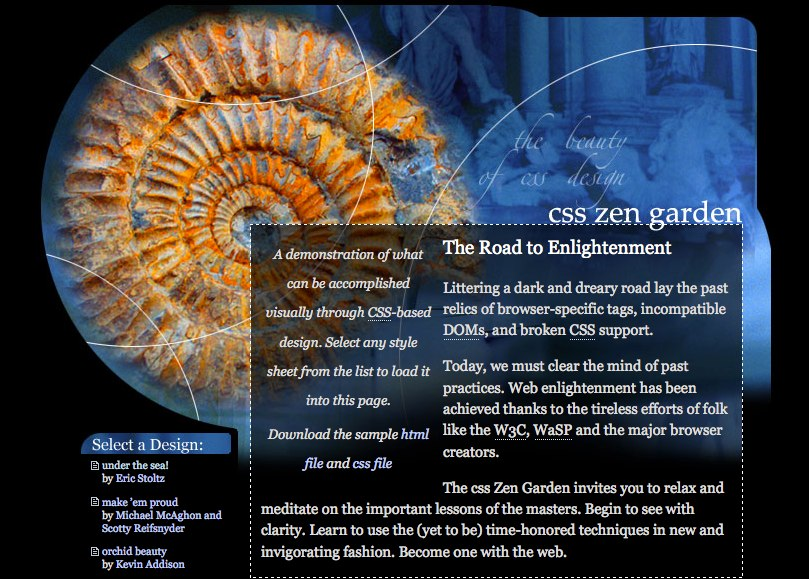 the beauty
of css design
css zen garden
A demonstration of what
can be accomplished
visually through CSS-based
design. Select any style
sheet from the list to load it
into this page.
Download the sample html
file and css file
The Road to Enlightenment
Littering a dark and dreary road lay the past
relics of browser-specific tags, incompatible
DOMs, and broken CSS support.
Today, we must clear the mind of past
practices. Web enlightenment has been
achieved thanks to the tireless efforts of folk
like the W3C, WaSP and the major browser
creators.
The css Zen Garden invites you to relax and
meditate on the important lessons of the masters. Begin to see with
clarity. Learn to use the (yet to be) time-honored techniques in new and
invigorating fashion. Become one with the web.
Select a Design:
under the sea!
by Eric Stoltz
make 'em proud
by Michael McAghon and
Scotty Reifsnyder
orchid beauty
by Kevin Addison